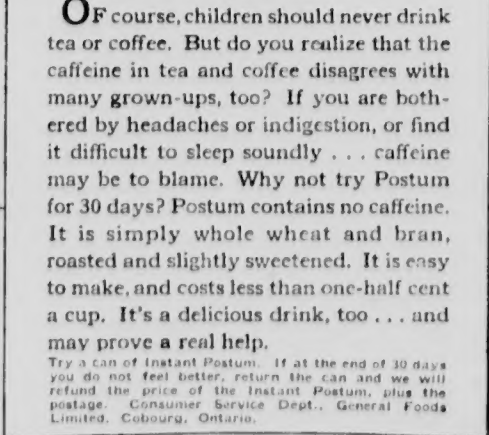 OF course, children should never drink
tea or coffee. But do you realize that the
caffeine in tea and coffee disagrees with
many grown-ups, too? If you are both-
ered by headaches or indigestion, or find
it difficult to sleep soundly . . . caffeine
may be to blame. Why not try Postum
for 30 days? Postum contains no caffeine.
It is simply whole wheat and bran,
roasted and slightly sweetened. It is easy
to make, and costs less than one-half cent
a cup. It's a delicious drink, too . . . and
may prove a real help.
Try a can of Instant Postum. If at the end of 30 days
you do not feel better, return the can and we will
refund the price of the Instant Postum, plus the
postage. Consumer Service Dept., General Foods
Limited, Cobourg, Ontario.